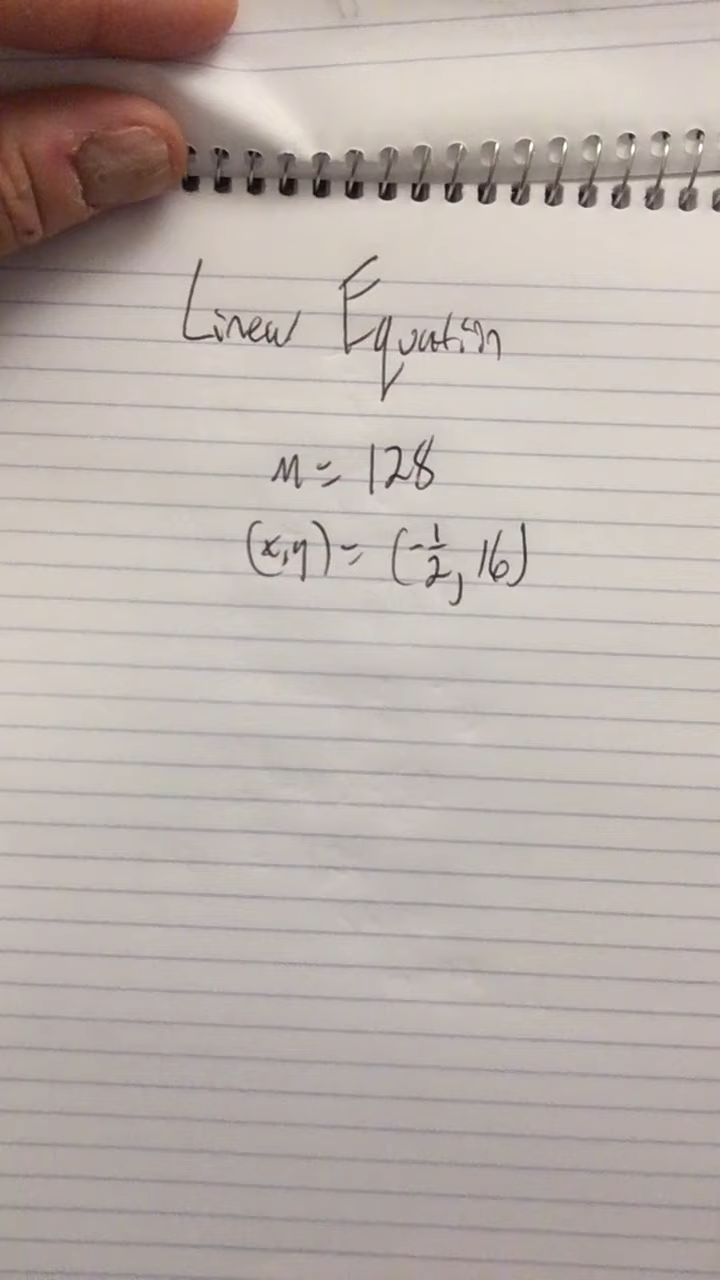 Linear Equation
m = 128
(x,y) = (-1/2, 16)